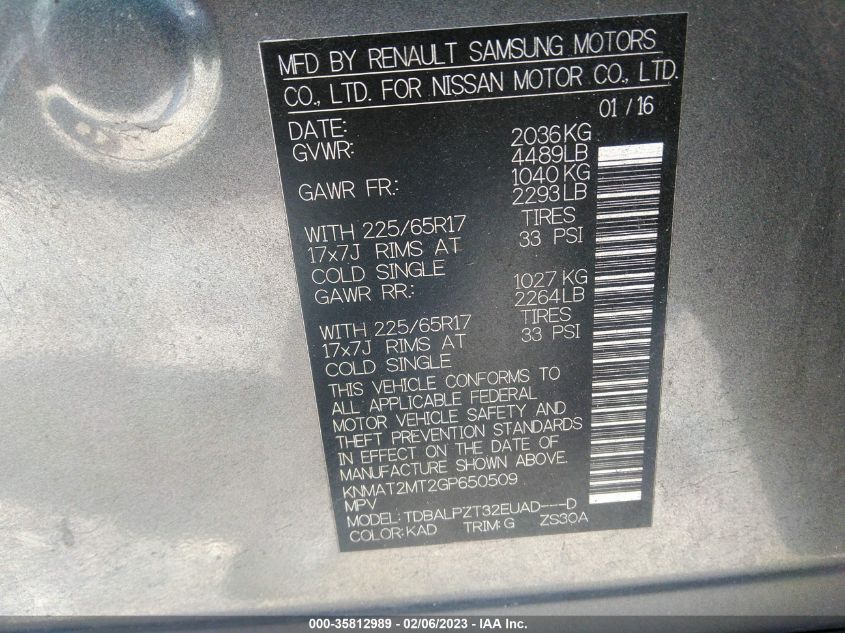 MFD BY RENAULT SAMSUNG MOTORS
CO., LTD. FOR NISSAN MOTOR CO., LTD.
01 / 16
DATE:
GVWR: 2036KG
4489LB
GAWR FR.: 1040 KG
2293LB
WITH 225/65R17 TIRES
17x7J RIMS AT 33 PSI
COLD SINGLE
GAWR RR.: 1027 KG
2264LB
WITH 225/65R17 TIRES
17x7J RIMS AT 33 PSI
COLD SINGLE
THIS VEHICLE CONFORMS TO
ALL APPLICABLE FEDERAL
MOTOR VEHICLE SAFETY AND
THEFT PREVENTION STANDARDS
IN EFFECT ON THE DATE OF
MANUFACTURE SHOWN ABOVE.
KNMAT2MT2GP650509
MPV
MODEL: TDBALPZT32EUAD----D
COLOR: KAD TRIM: G ZS30A
000-35812989 - 02/06/2023 - IAA Inc.